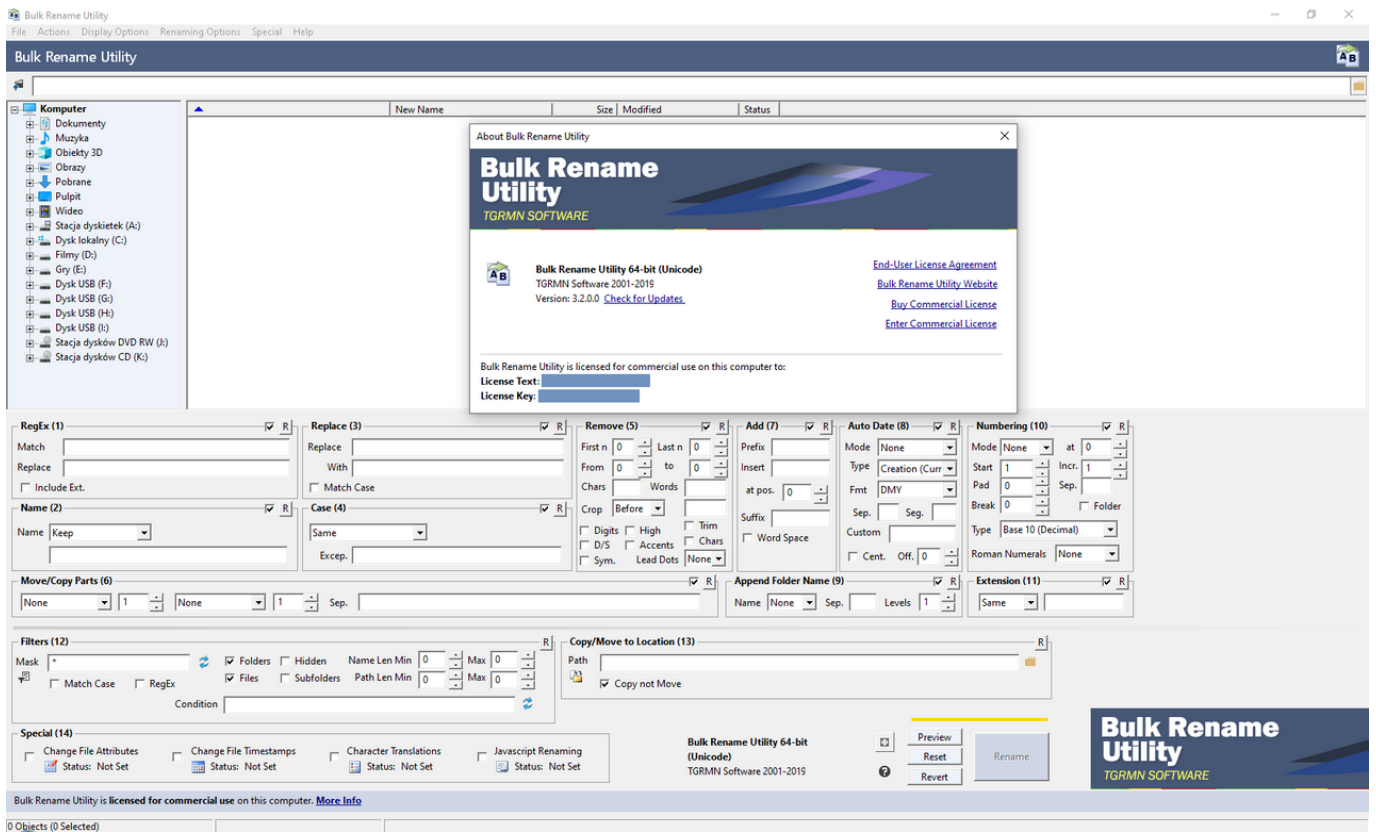 Bulk Rename Utility
File Actions Display Options Renaming Options Special Help
Bulk Rename Utility
AB
Komputer
Dokumenty
Muzyka
Obiekty 3D
Obrazy
Pobrane
Pulpit
Wideo
Stacja dyskietek (A:)
Dysk lokalny (C:)
Filmy (D:)
Gry (E:)
Dysk USB (F:)
Dysk USB (G:)
Dysk USB (H:)
Dysk USB (I:)
Stacja dysków DVD RW (J:)
Stacja dysków CD (K:)
New Name Size Modified Status
About Bulk Rename Utility
Bulk Rename
Utility
TGRMN SOFTWARE
AB
Bulk Rename Utility 64-bit (Unicode)
TGRMN Software 2001-2019
Version: 3.2.0.0 Check for Updates
End-User License Agreement
Bulk Rename Utility Website
Buy Commercial License
Enter Commercial License
Bulk Rename Utility is licensed for commercial use on this computer to:
License Text:
License Key:
RegEx (1) R
Match
Replace
Include Ext.
Name (2) R
Name Keep
Replace (3) R
Replace
With
Match Case
Case (4) R
Same
Excep.
Remove (5) R
First n 0 Last n 0
From 0 to 0
Chars Words
Crop Before
Digits High Trim
D/S Accents Chars
Sym. Lead Dots None
Add (7) R
Prefix
Insert
at pos. 0
Suffix
Word Space
Auto Date (8) R
Mode None
Type Creation (Curr
Fmt DMY
Sep. Seg.
Custom
Cent. Off. 0
Numbering (10) R
Mode None at 0
Start 1 Incr. 1
Pad 0 Sep.
Break 0 Folder
Type Base 10 (Decimal)
Roman Numerals None
Move/Copy Parts (6) R
None 1 None 1 Sep.
Append Folder Name (9) R
Name None Sep. Levels 1
Extension (11) R
Same
Filters (12) R
Mask * Folders Hidden Name Len Min 0 Max 0
Match Case RegEx Files Subfolders Path Len Min 0 Max 0
Condition
Copy/Move to Location (13) R
Path
Copy not Move
Special (14)
Change File Attributes
Status: Not Set
Change File Timestamps
Status: Not Set
Character Translations
Status: Not Set
Javascript Renaming
Status: Not Set
Bulk Rename Utility 64-bit
(Unicode)
TGRMN Software 2001-2019
Preview
Reset
Revert
Rename
Bulk Rename
Utility
TGRMN SOFTWARE
Bulk Rename Utility is licensed for commercial use on this computer. More Info
0 Objects (0 Selected)